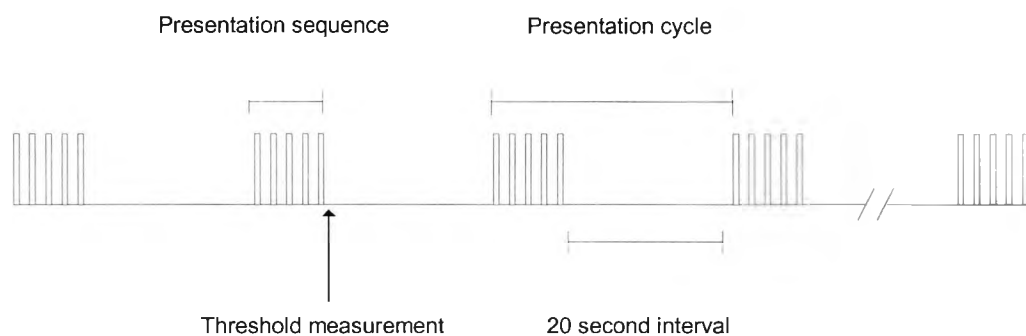 Presentation sequence
Presentation cycle
Threshold measurement
20 second interval